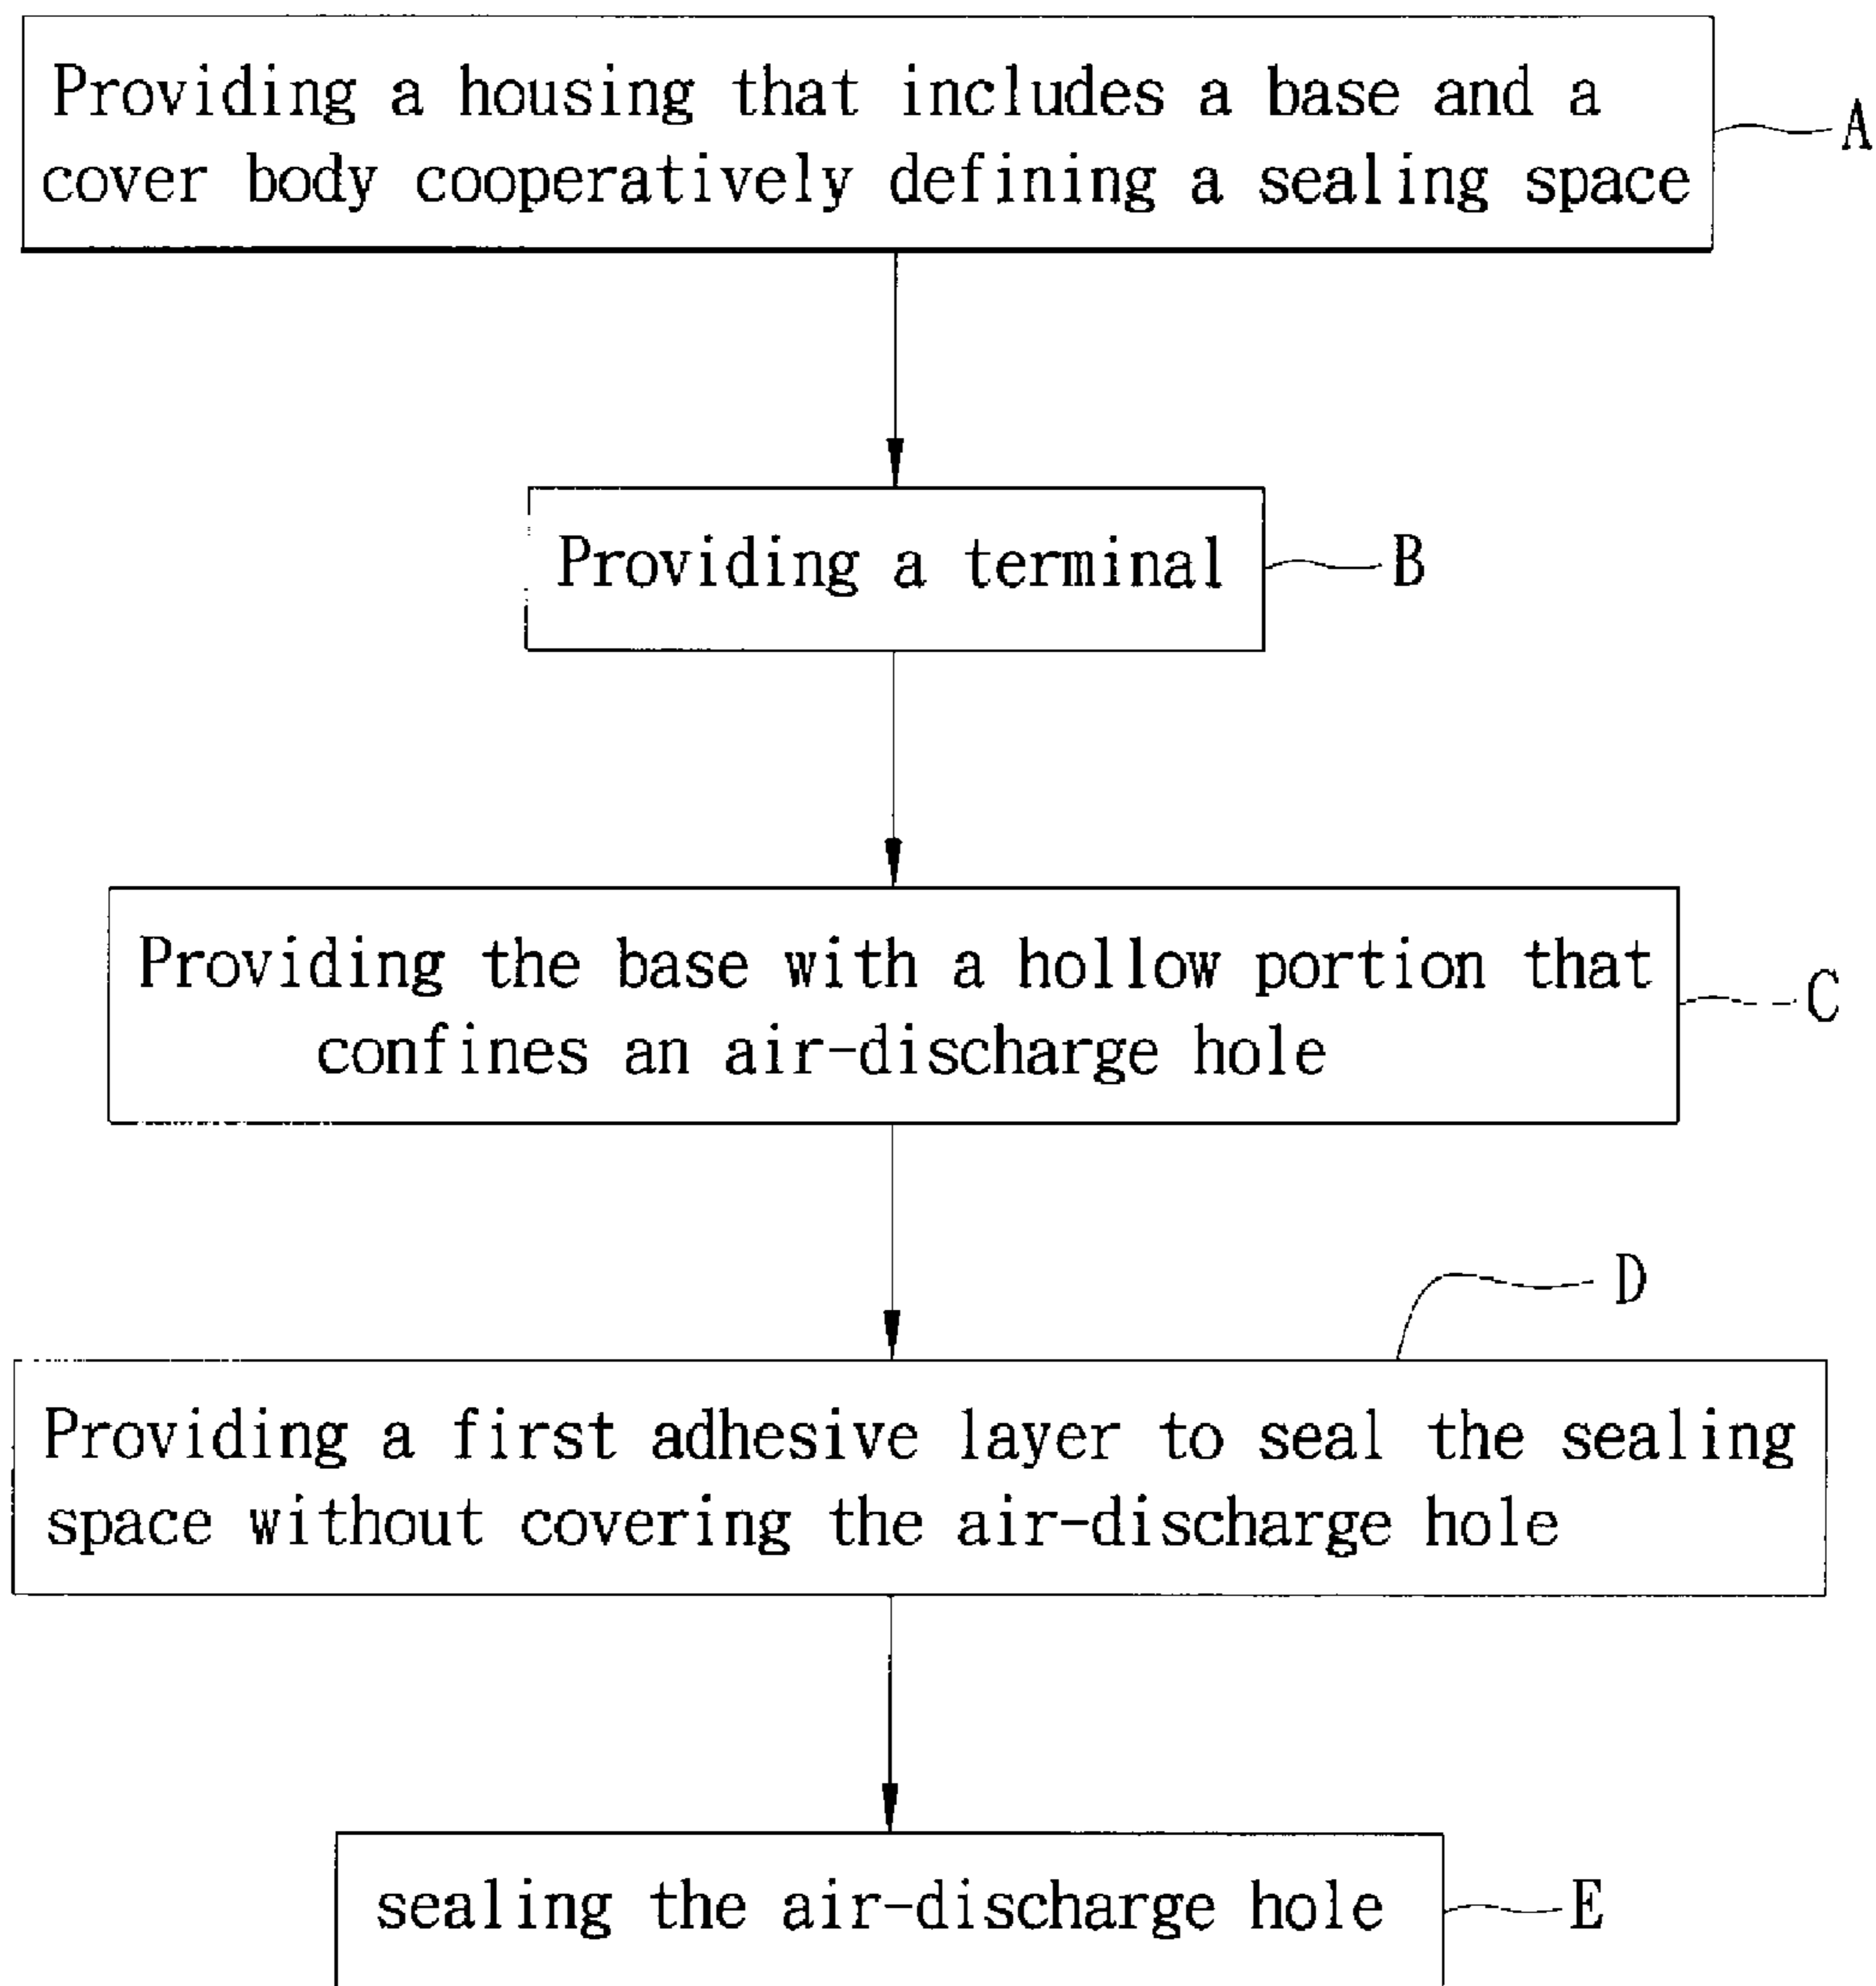 Providing a housing that includes a base and a
cover body cooperatively defining a sealing space
A
Providing a terminal
B
Providing the base with a hollow portion that
confines an air-discharge hole
C
D
Providing a first adhesive layer to seal the sealing
space without covering the air-discharge hole
sealing the air-discharge hole
E